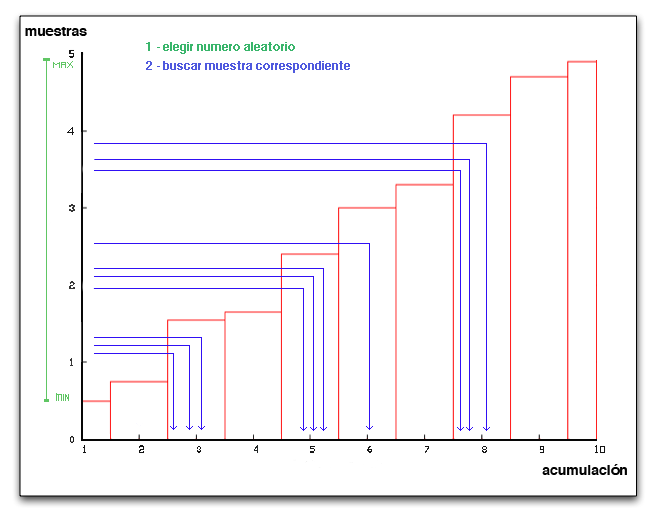 muestras
1 - elegir numero aleatorio
2 - buscar muestra correspondiente
5
MAX
4
3
2
1
MIN
0
1 2 3 4 5 6 7 8 9 10
acumulación